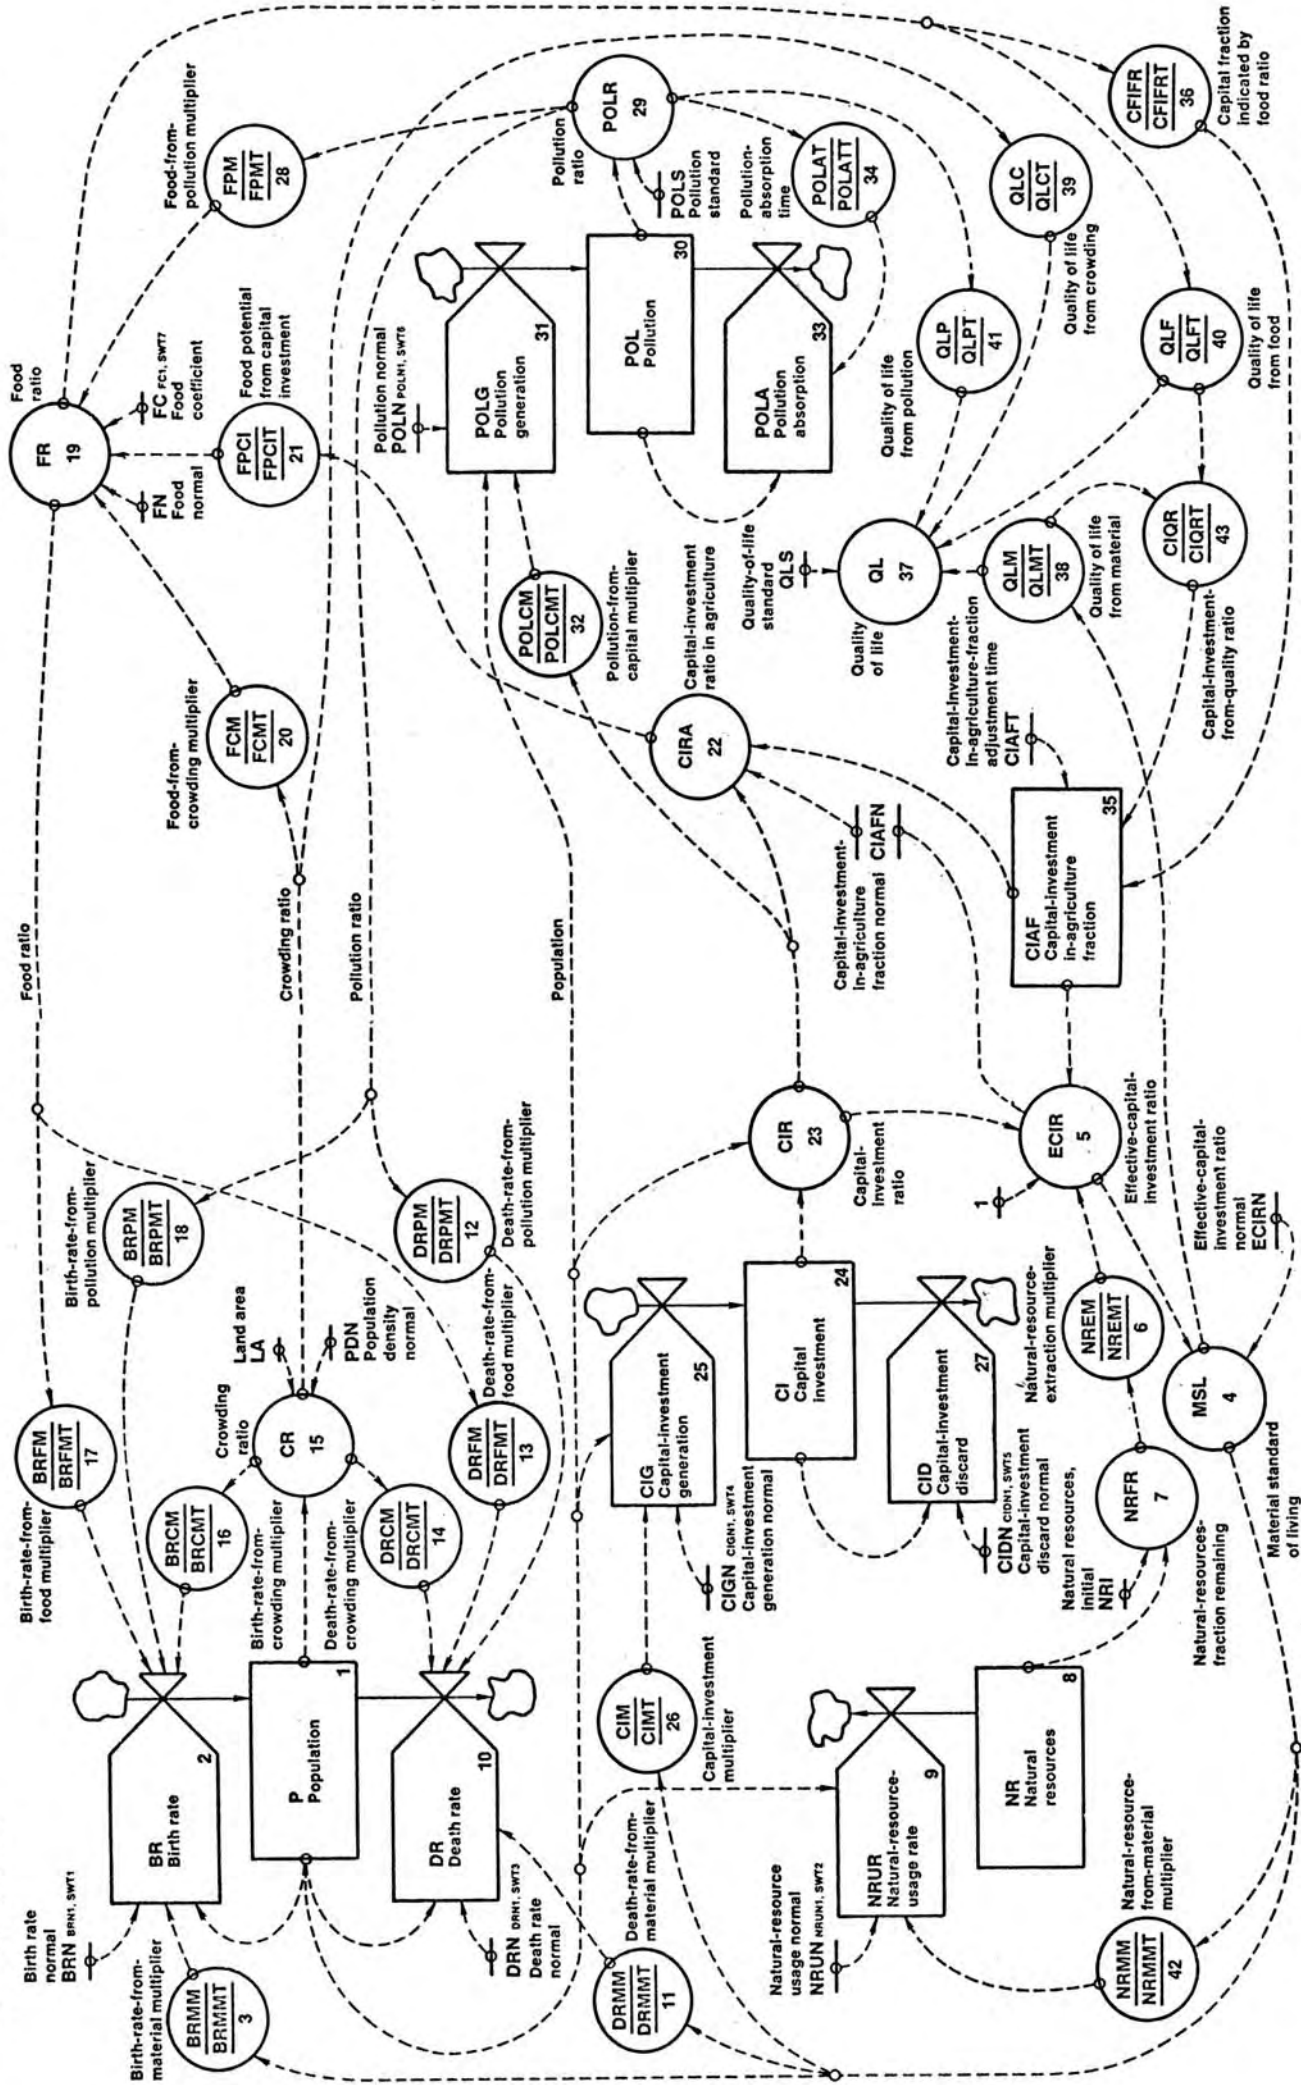 Birth rate
normal
BRN BRN1, SWT1
BRMM
BRMMT
3
Birth-rate-from-
material multiplier
BR
Birth rate
2
P
Population
1
DR
Death rate
10
DRN DRN1, SWT3
Death rate
normal
DRMM
DRMMT
11
Death-rate-from-
material multiplier
Birth-rate-from-
food multiplier
BRFM
BRFMT
17
BRCM
BRCMT
16
Birth-rate-from-
crowding multiplier
Death-rate-from-
crowding multiplier
DRCM
DRCMT
14
Crowding
ratio
CR
15
Land area
LA
PDN
Population
density
normal
Birth-rate-from-
pollution multiplier
BRPM
BRPMT
18
DRPM
DRPMT
12
Death-rate-from-
pollution multiplier
DRFM
DRFMT
13
Death-rate-from-
food multiplier
Food ratio
Crowding ratio
Pollution ratio
Population
Food-from-
crowding multiplier
FCM
FCMT
20
Food
ratio
FR
19
FN
Food
normal
FC FC1, SWT7
Food
coefficient
FPCI
FPCIT
21
Food potential
from capital
investment
Food-from-
pollution multiplier
FPM
FPMT
28
Pollution
ratio
POLR
29
POLS
Pollution
standard
Pollution-
absorption
time
POLAT
POLATT
34
Pollution normal
POLN POLN1, SWT6
POLG
Pollution
generation
31
POL
Pollution
30
POLA
Pollution
absorption
33
POLCM
POLCMT
32
Pollution-from-
capital multiplier
CIRA
22
Capital-investment
ratio in agriculture
Quality-of-life
standard
QLS
QL
37
Quality
of life
QLP
QLPT
41
Quality of life
from pollution
QLC
QLCT
39
Quality of life
from crowding
QLF
QLFT
40
Quality of life
from food
QLM
QLMT
38
Quality of life
from material
CIQR
CIQRT
43
Capital-investment-
from-quality ratio
CFIFR
CFIFRT
36
Capital fraction
indicated by
food ratio
Capital-investment-
in-agriculture-fraction
adjustment time
CIAFT
CIAF
Capital-investment
in-agriculture
fraction
35
Capital-investment-
in-agriculture
fraction normal CIAFN
CIR
23
Capital-
Investment
ratio
ECIR
5
1
Effective-capital-
investment ratio
Effective-capital-
investment ratio
normal
ECIRN
CIG
Capital-investment
generation
25
CI
Capital
investment
24
CID
Capital-investment
discard
27
CIGN CIGN1, SWT4
Capital-investment
generation normal
CIDN CIDN1, SWT5
Capital-investment
discard normal
CIM
CIMT
26
Capital-investment
multiplier
Natural-resource-
extraction multiplier
NREM
NREMT
6
MSL
4
Material standard
of living
NRFR
7
Natural-resources-
fraction remaining
Natural resources,
initial
NRI
Natural-resource
usage normal
NRUN NRUN1, SWT2
NRUR
Natural-resource-
usage rate
9
NR
Natural
resources
8
NRMM
NRMMT
42
Natural-resource-
from-material
multiplier